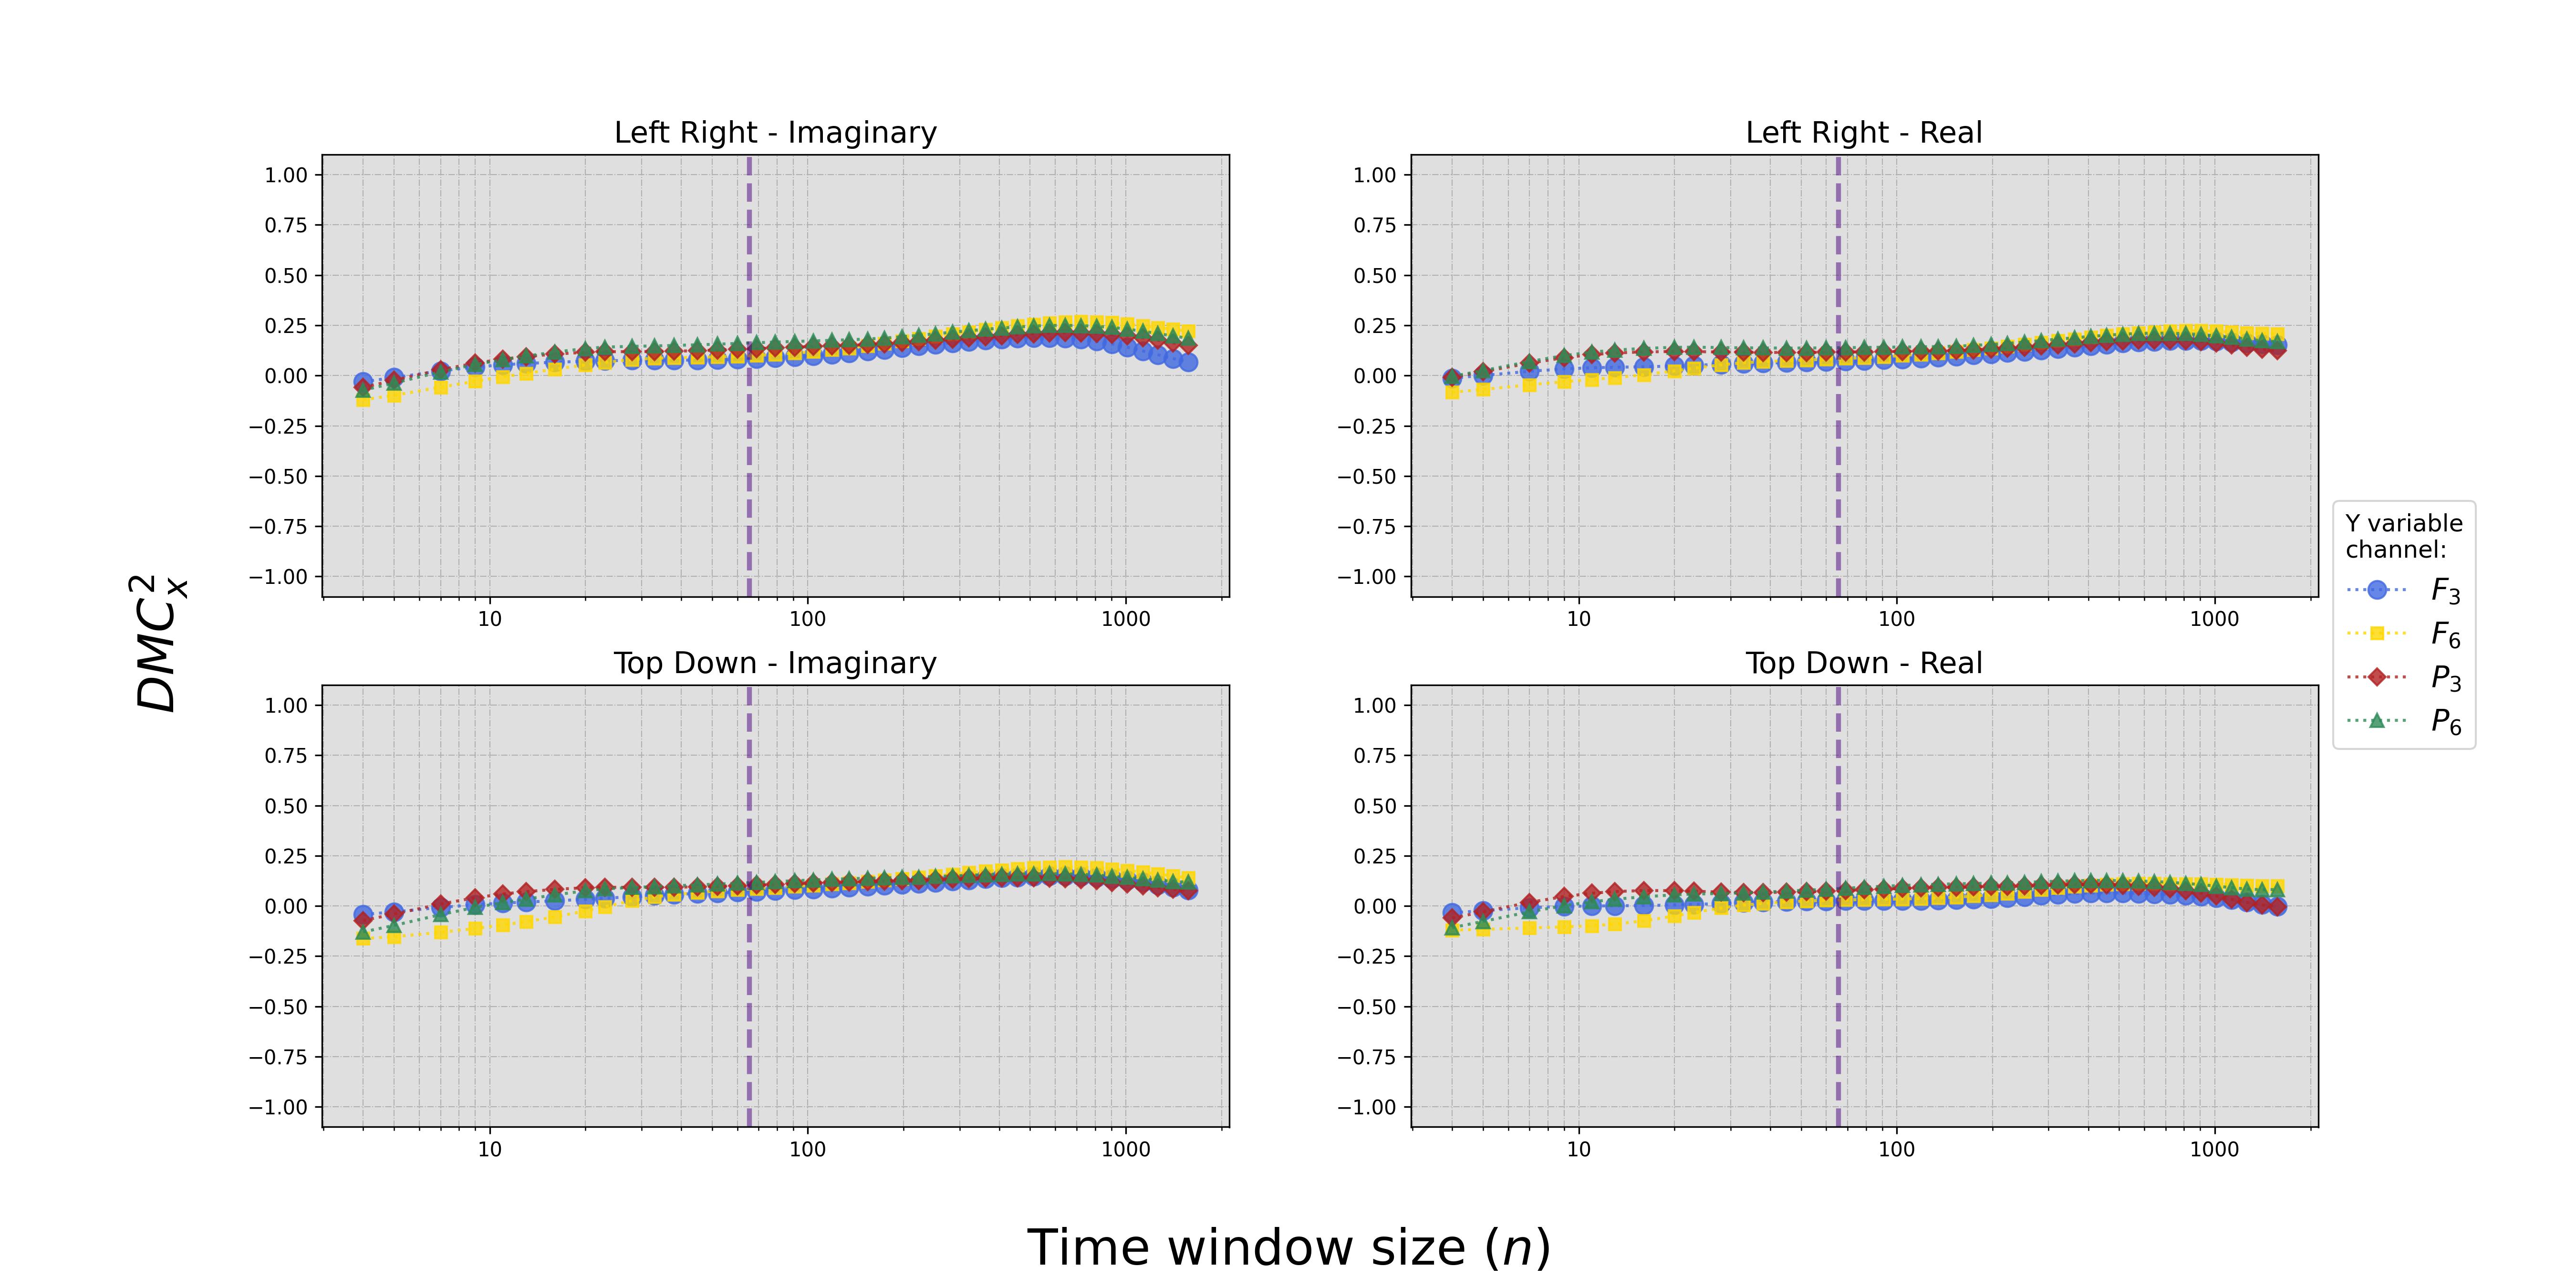 Left Right - Imaginary
1.00
0.75
0.50
0.25
0.00
−0.25
−0.50
−0.75
−1.00
10 100 1000
Left Right - Real
1.00
0.75
0.50
0.25
0.00
−0.25
−0.50
−0.75
−1.00
10 100 1000
Top Down - Imaginary
1.00
0.75
0.50
0.25
0.00
−0.25
−0.50
−0.75
−1.00
10 100 1000
Top Down - Real
1.00
0.75
0.50
0.25
0.00
−0.25
−0.50
−0.75
−1.00
10 100 1000
DMC²ₓ
Y variable
channel:
F₃
F₆
P₃
P₆
Time window size (n)